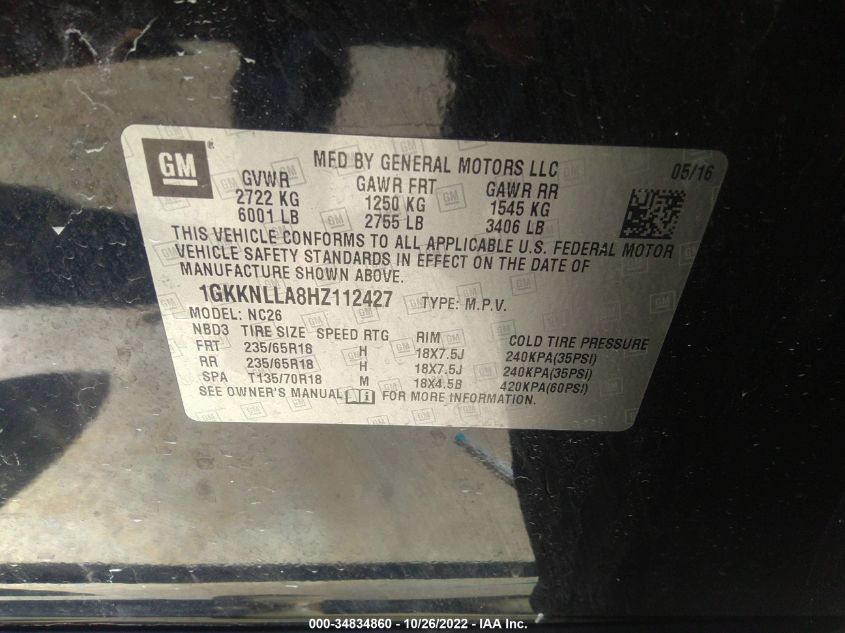 GM
MFD BY GENERAL MOTORS LLC
05/16
GVWR GAWR FRT GAWR RR
2722 KG 1250 KG 1545 KG
6001 LB 2755 LB 3406 LB
THIS VEHICLE CONFORMS TO ALL APPLICABLE U.S. FEDERAL MOTOR
VEHICLE SAFETY STANDARDS IN EFFECT ON THE DATE OF
MANUFACTURE SHOWN ABOVE.
1GKKNLLA8HZ112427 TYPE: M.P.V.
MODEL: NC26
NBD3 TIRE SIZE SPEED RTG RIM COLD TIRE PRESSURE
FRT 235/65R18 H 18X7.5J 240KPA(35PSI)
RR 235/65R18 H 18X7.5J 240KPA(35PSI)
SPA T135/70R18 M 18X4.5B 420KPA(60PSI)
SEE OWNER'S MANUAL FOR MORE INFORMATION.
000-34834860 - 10/26/2022 - IAA Inc.